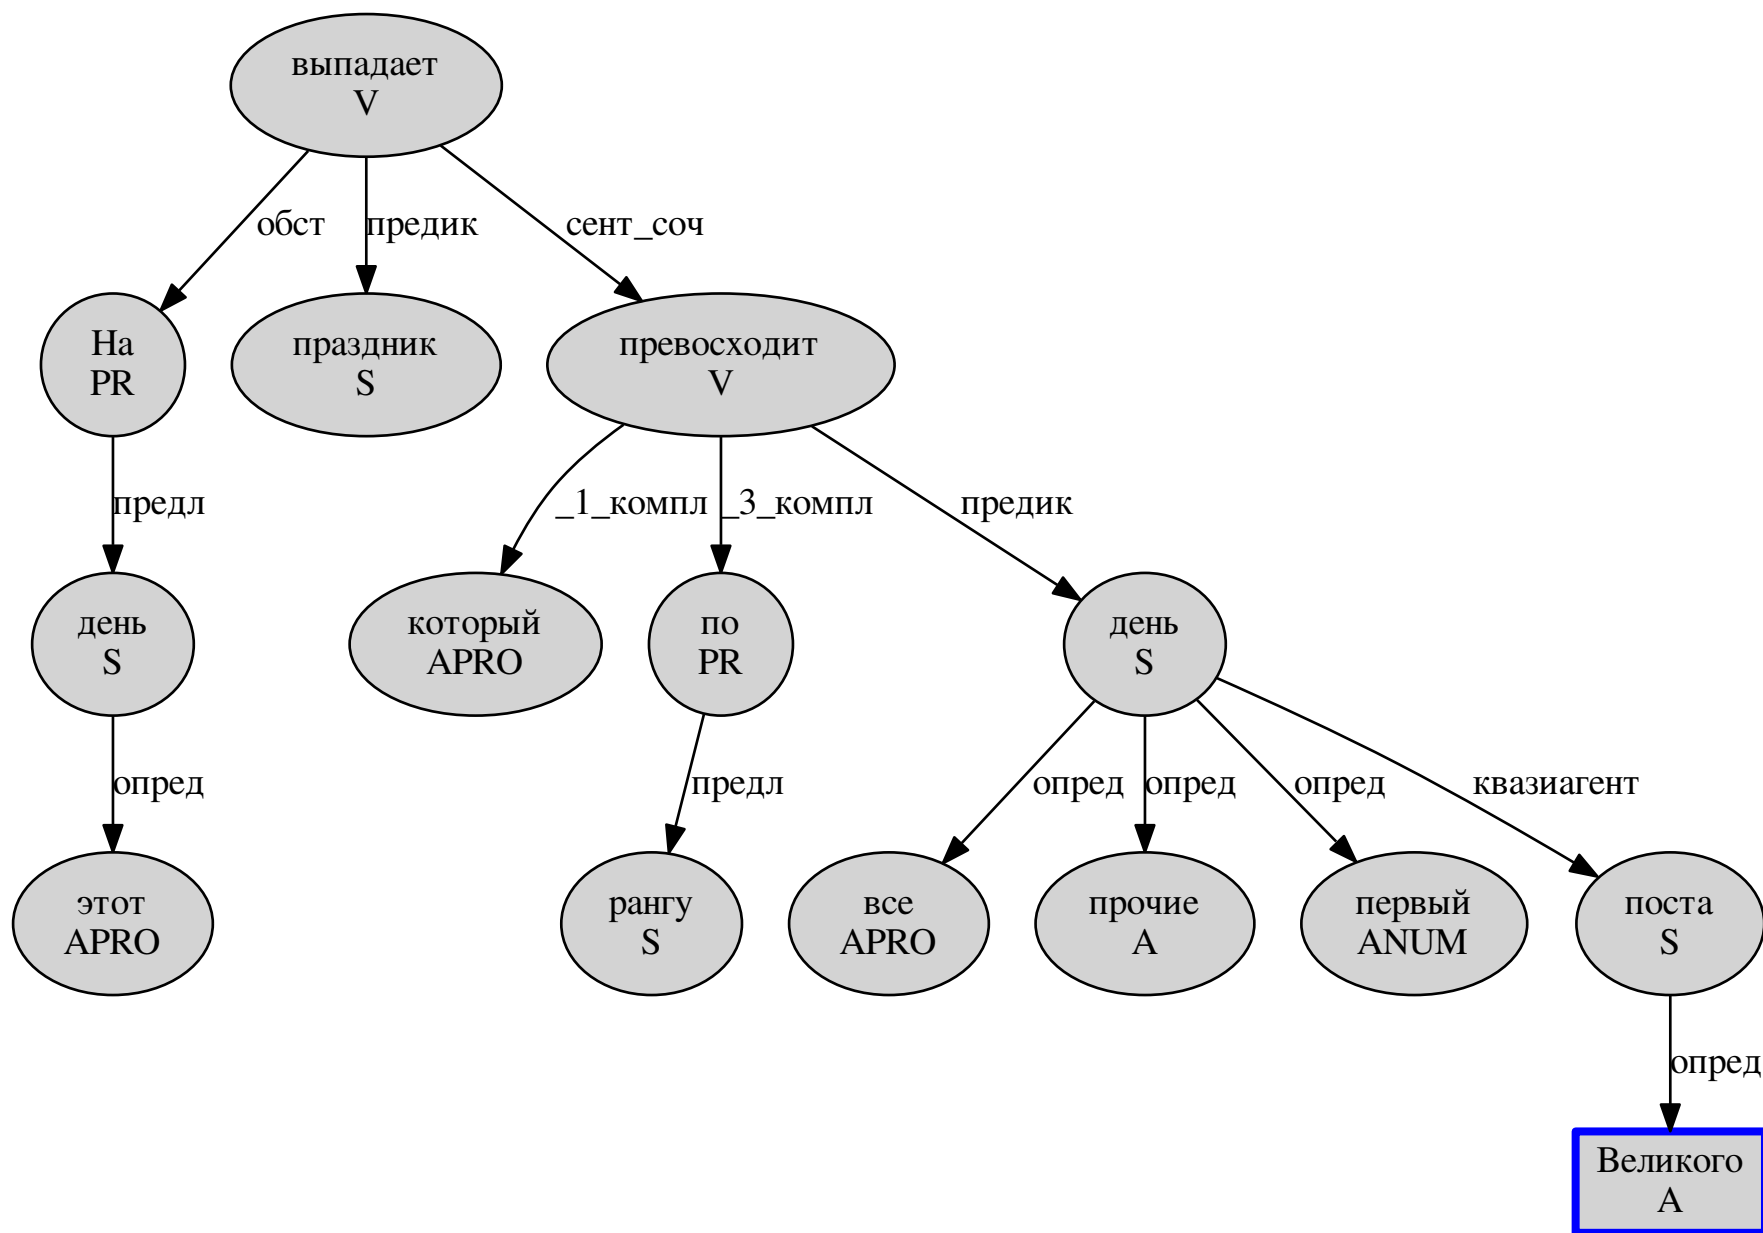 выпадает
V
обст
предик
сент_соч
На
PR
праздник
S
превосходит
V
предл
_1_компл
_3_компл
предик
день
S
который
APRO
по
PR
день
S
опред
предл
опред
опред
опред
квазиагент
этот
APRO
рангу
S
все
APRO
прочие
A
первый
ANUM
поста
S
опред
Великого
A